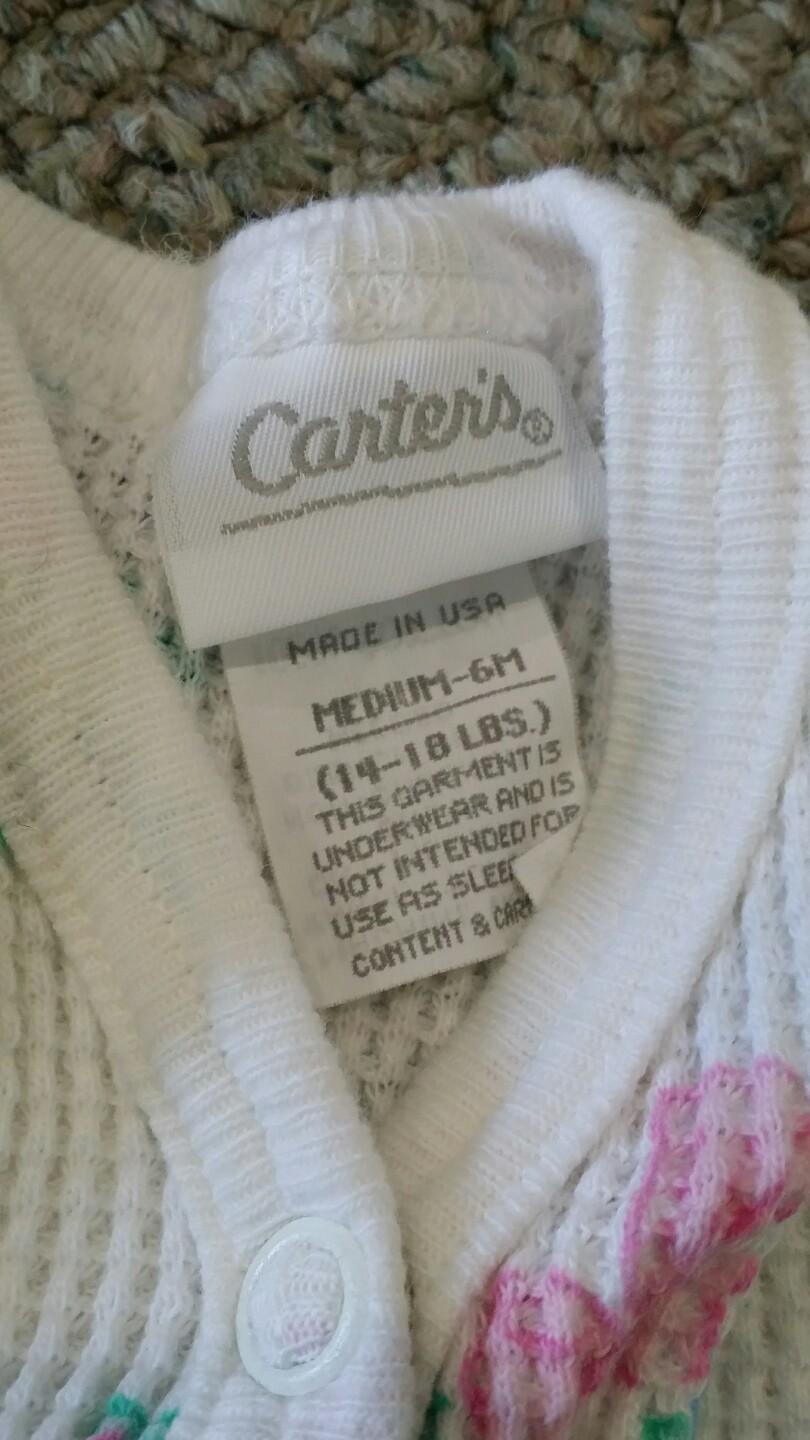 Carter's®
MADE IN USA
MEDIUM-6M
(14-18 LBS.)
THIS GARMENT IS
UNDERWEAR AND IS
NOT INTENDED FOR
USE AS
CONTENT &